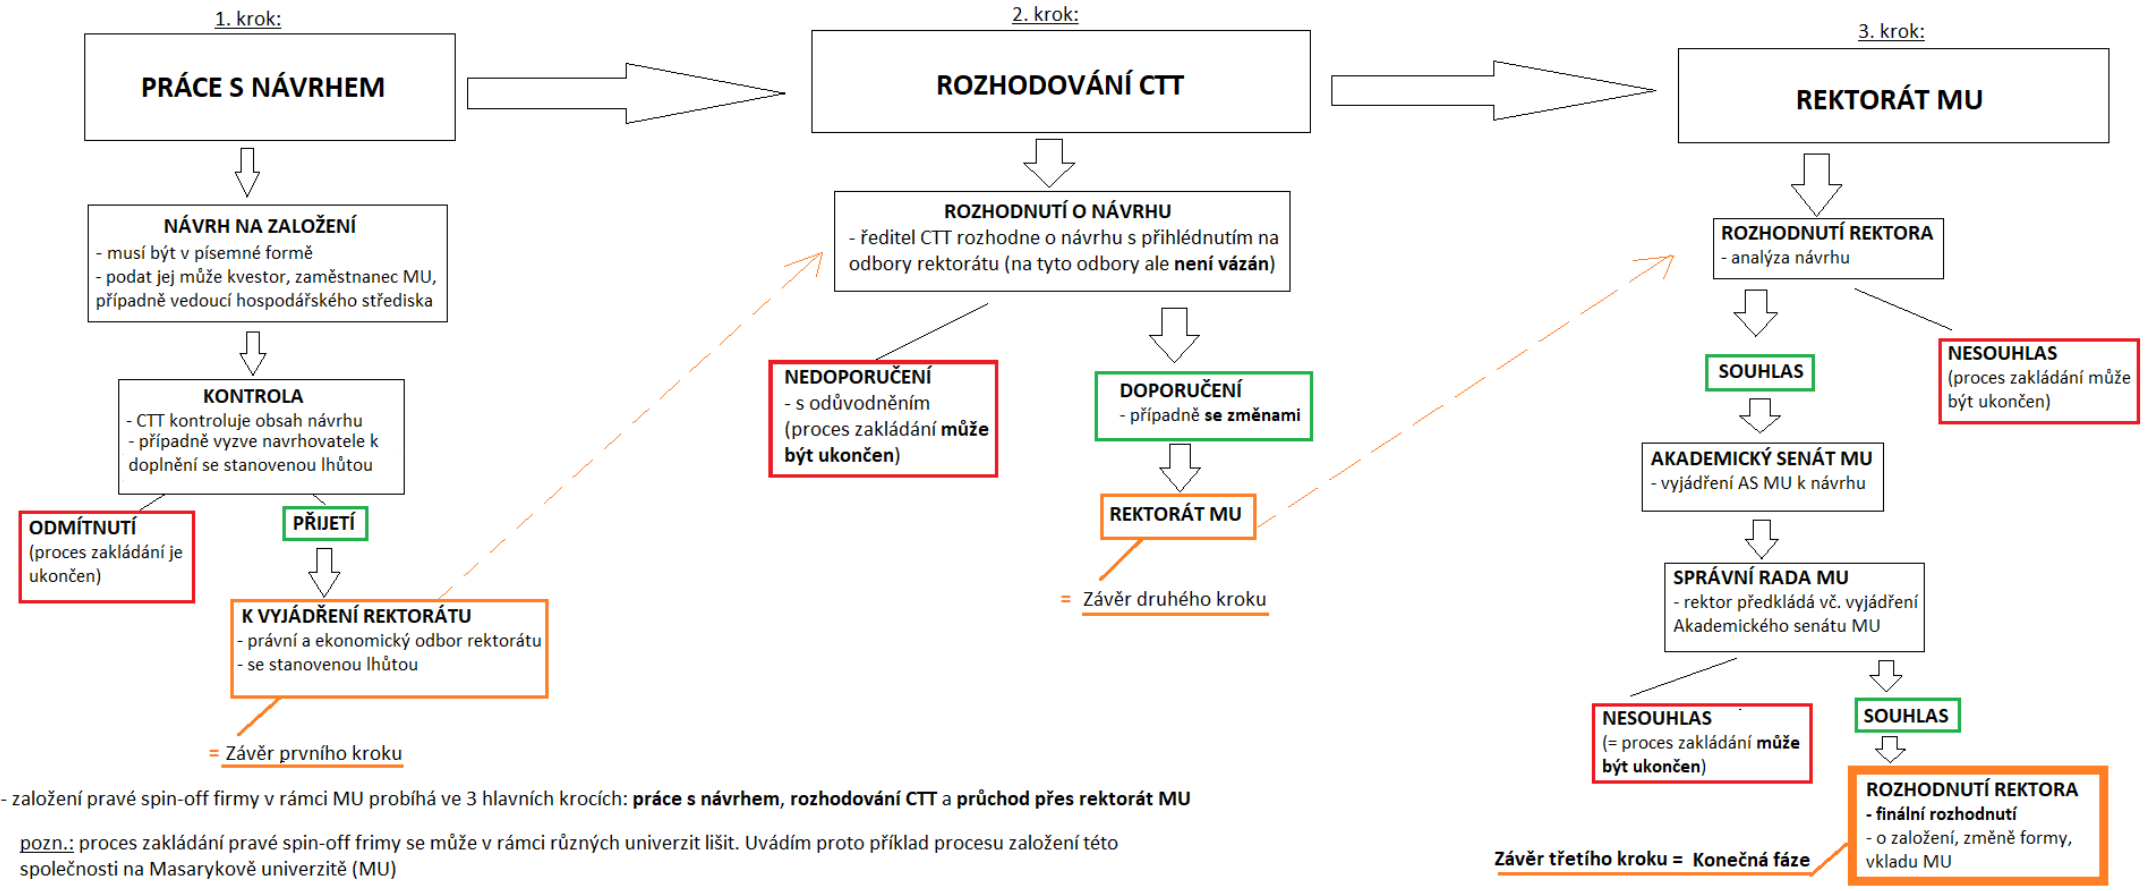 1. krok:
PRÁCE S NÁVRHEM
NÁVRH NA ZALOŽENÍ
- musí být v písemné formě
- podat jej může kvestor, zaměstnanec MU,
případně vedoucí hospodářského střediska
KONTROLA
- CTT kontroluje obsah návrhu
- případně vyzve navrhovatele k
doplnění se stanovenou lhůtou
ODMÍTNUTÍ
(proces zakládání je
ukončen)
PŘIJETÍ
K VYJÁDŘENÍ REKTORÁTU
- právní a ekonomický odbor rektorátu
- se stanovenou lhůtou
= Závěr prvního kroku
2. krok:
ROZHODOVÁNÍ CTT
ROZHODNUTÍ O NÁVRHU
- ředitel CTT rozhodne o návrhu s přihlédnutím na
odbory rektorátu (na tyto odbory ale není vázán)
NEDOPORUČENÍ
- s odůvodněním
(proces zakládání může
být ukončen)
DOPORUČENÍ
- případně se změnami
REKTORÁT MU
= Závěr druhého kroku
3. krok:
REKTORÁT MU
ROZHODNUTÍ REKTORA
- analýza návrhu
SOUHLAS
NESOUHLAS
(proces zakládání může
být ukončen)
AKADEMICKÝ SENÁT MU
- vyjádření AS MU k návrhu
SPRÁVNÍ RADA MU
- rektor předkládá vč. vyjádření
Akademického senátu MU
NESOUHLAS
(= proces zakládání může
být ukončen)
SOUHLAS
ROZHODNUTÍ REKTORA
- finální rozhodnutí
- o založení, změně formy,
vkladu MU
Závěr třetího kroku = Konečná fáze
- založení pravé spin-off firmy v rámci MU probíhá ve 3 hlavních krocích: práce s návrhem, rozhodování CTT a průchod přes rektorát MU
pozn.: proces zakládání pravé spin-off frimy se může v rámci různých univerzit lišit. Uvádím proto příklad procesu založení této
společnosti na Masarykově univerzitě (MU)